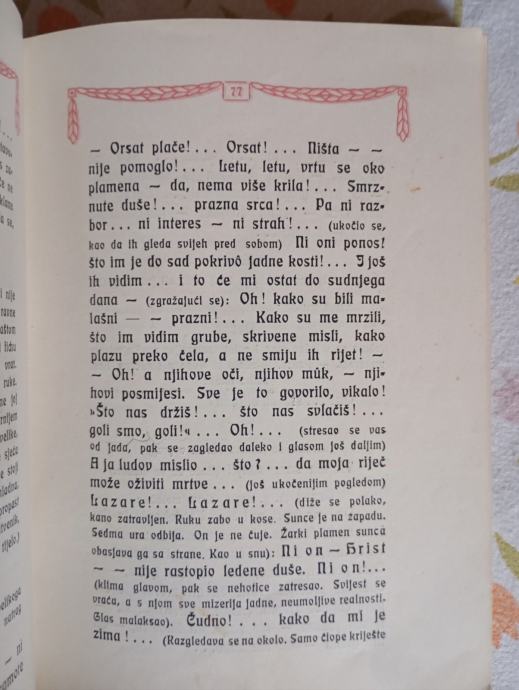 77
— Orsat plače!... Orsat!... Ništa — —
nije pomoglo!... Letu, letu, vrtu se oko
plamena — da, nema više krila!... Smrz-
nute duše!... prazna srca!... Pa ni raz-
bor... ni interes — ni strah!... (ukočio se,
kao da ih gleda svijeh pred sobom) Ni oni ponos!
što im je do sad pokrivô jadne kosti!... I još
ih vidim... i to će mi ostat do sudnjega
dana — (zgražajući se): Oh! kako su bili ma-
lašni — — prazni!... Kako su me mrzili,
što im vidim grube, skrivene misli, kako
plazu preko čela, a ne smiju ih rijet! —
— Oh! a njihove oči, njihov mûk, — nji-
hovi posmijesi. Sve je to govorilo, vikalo!
»Što nas držiš!... što nas svlačiš!...
goli smo, goli!«... Oh!... (stresao se vas
od jada, pak se zagledao daleko i glasom još daljim)
A ja ludov mislio... što?... da moja riječ
može oživiti mrtve... (još ukočenijim pogledom)
Lazare!... Lazare!... (diže se polako,
kano zatravljen. Ruku zabo u kose. Sunce je na zapadu.
Sedma ura odbija. On je ne čuje. Žarki plamen sunca
obasjava ga sa strane. Kao u snu): Ni on — Hrist
— — nije rastopio ledene duše. Ni on!...
(klima glavom, pak se nehotice zatresao. Svijest se
vraća, a s njom sve mizerija jadne, neumoljive realnosti.
Glas malaksao). Čudno!... kako da mi je
zima!... (Razgledava se na okolo. Samo člope kriješte